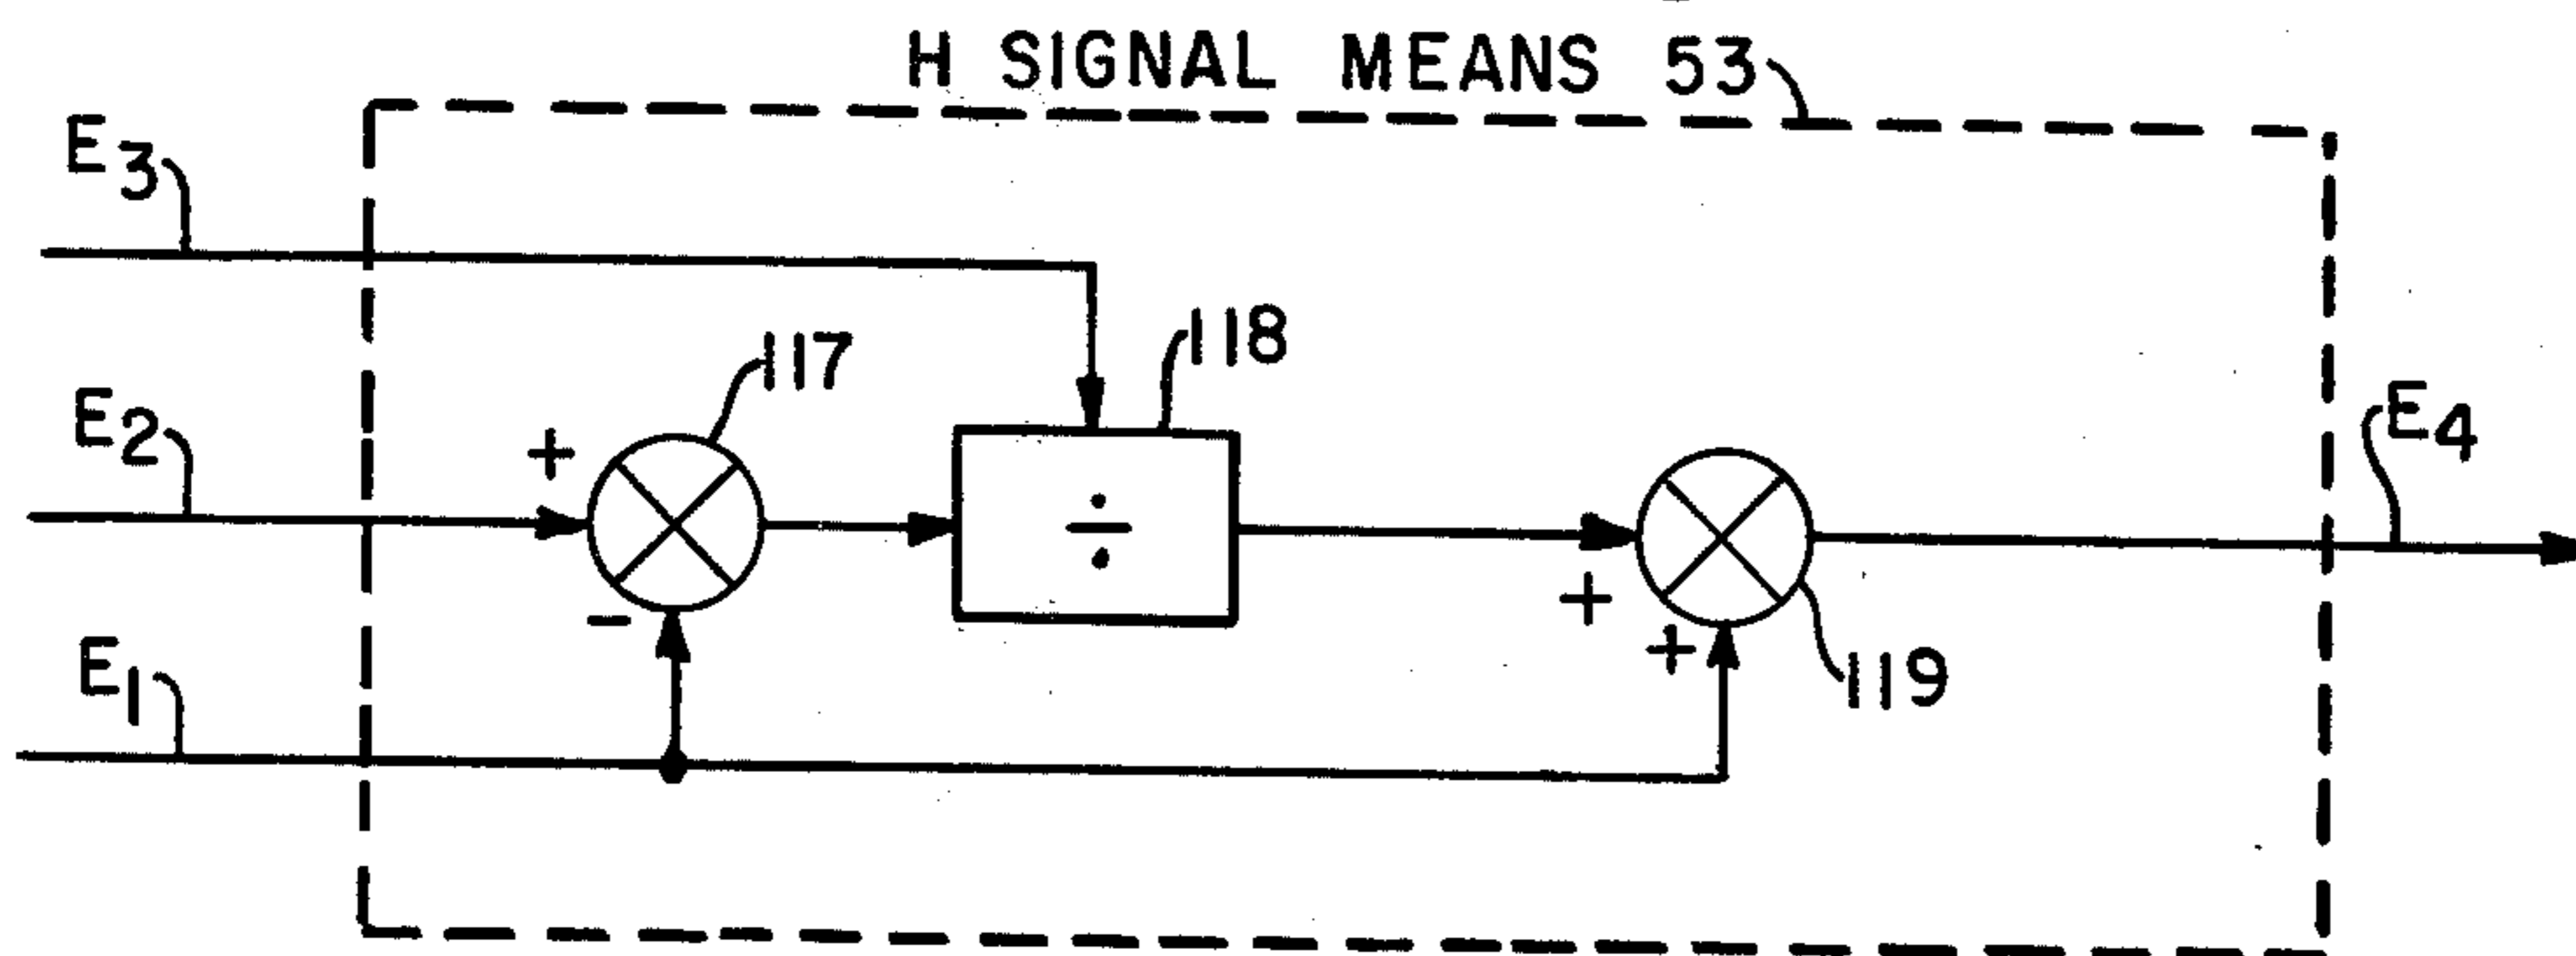 H SIGNAL MEANS 53
E3
118
117
E2
+
÷
E4
+
-
+
E1
119